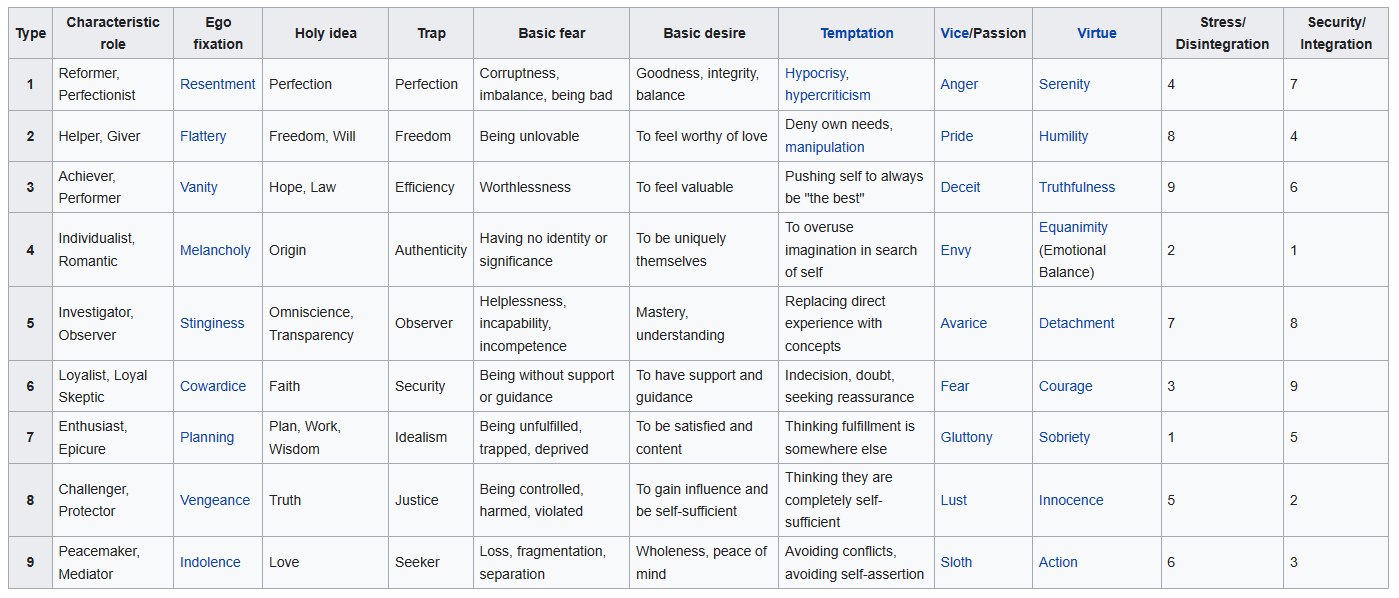 Type Characteristic role Ego fixation Holy idea Trap Basic fear Basic desire Temptation Vice/Passion Virtue Stress/ Disintegration Security/ Integration
1 Reformer, Perfectionist Resentment Perfection Perfection Corruptness, imbalance, being bad Goodness, integrity, balance Hypocrisy, hypercriticism Anger Serenity 4 7
2 Helper, Giver Flattery Freedom, Will Freedom Being unlovable To feel worthy of love Deny own needs, manipulation Pride Humility 8 4
3 Achiever, Performer Vanity Hope, Law Efficiency Worthlessness To feel valuable Pushing self to always be "the best" Deceit Truthfulness 9 6
4 Individualist, Romantic Melancholy Origin Authenticity Having no identity or significance To be uniquely themselves To overuse imagination in search of self Envy Equanimity (Emotional Balance) 2 1
5 Investigator, Observer Stinginess Omniscience, Transparency Observer Helplessness, incapability, incompetence Mastery, understanding Replacing direct experience with concepts Avarice Detachment 7 8
6 Loyalist, Loyal Skeptic Cowardice Faith Security Being without support or guidance To have support and guidance Indecision, doubt, seeking reassurance Fear Courage 3 9
7 Enthusiast, Epicure Planning Plan, Work, Wisdom Idealism Being unfulfilled, trapped, deprived To be satisfied and content Thinking fulfillment is somewhere else Gluttony Sobriety 1 5
8 Challenger, Protector Vengeance Truth Justice Being controlled, harmed, violated To gain influence and be self-sufficient Thinking they are completely self-sufficient Lust Innocence 5 2
9 Peacemaker, Mediator Indolence Love Seeker Loss, fragmentation, separation Wholeness, peace of mind Avoiding conflicts, avoiding self-assertion Sloth Action 6 3